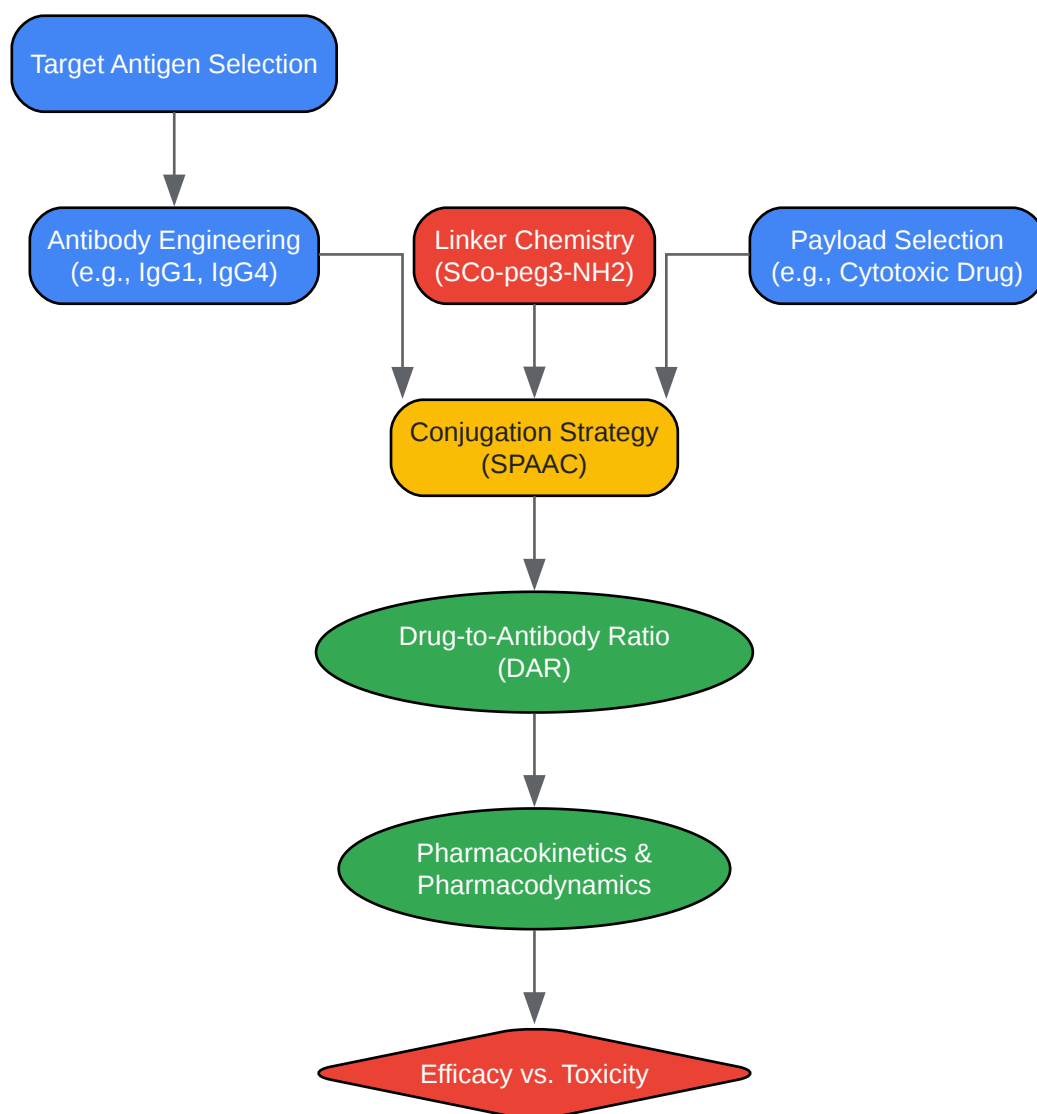 Target Antigen Selection
Antibody Engineering
(e.g., IgG1, IgG4)
Linker Chemistry
(SCo-peg3-NH2)
Payload Selection
(e.g., Cytotoxic Drug)
Conjugation Strategy
(SPAAC)
Drug-to-Antibody Ratio
(DAR)
Pharmacokinetics &
Pharmacodynamics
Efficacy vs. Toxicity